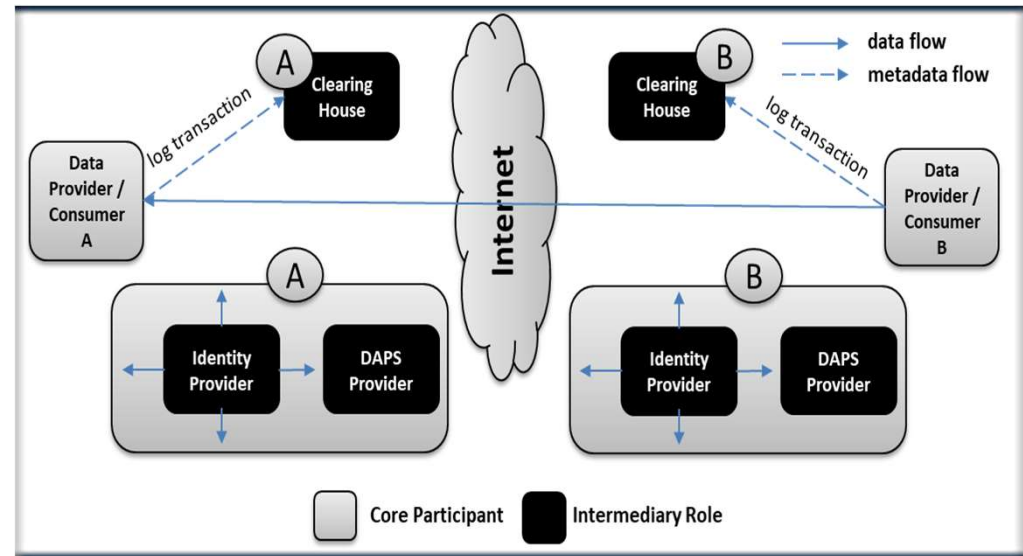 A
Clearing
House
log transaction
Data
Provider /
Consumer
A
Internet
B
Clearing
House
log transaction
data flow
metadata flow
Data
Provider /
Consumer
B
A
Identity
Provider
DAPS
Provider
B
Identity
Provider
DAPS
Provider
Core Participant
Intermediary Role